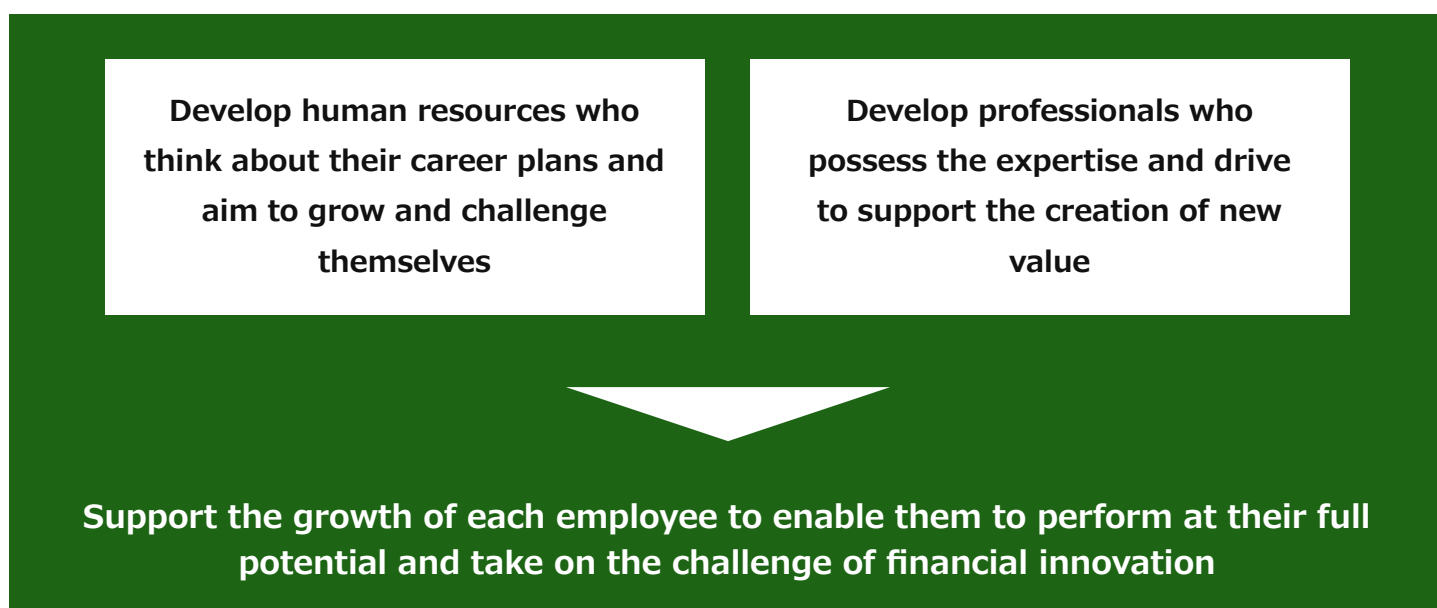 Develop human resources who
think about their career plans and
aim to grow and challenge
themselves
Develop professionals who
possess the expertise and drive
to support the creation of new
value
Support the growth of each employee to enable them to perform at their full
potential and take on the challenge of financial innovation